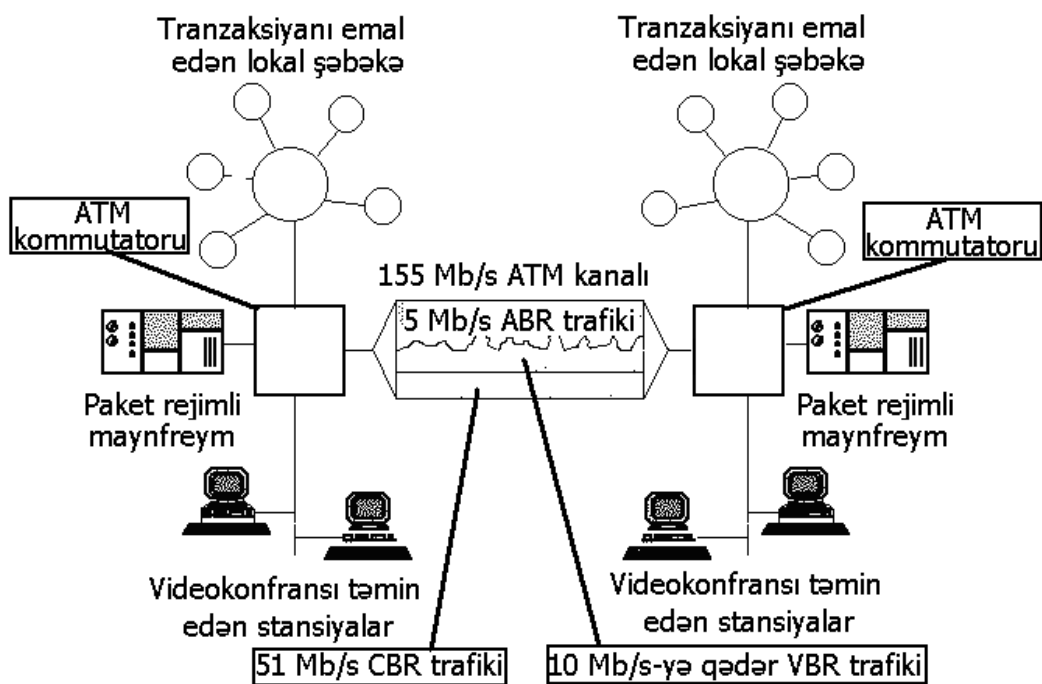 Tranzaksiyanı emal
edən lokal şəbəkə
Tranzaksiyanı emal
edən lokal şəbəkə
ATM
kommutatoru
ATM
kommutatoru
155 Mb/s ATM kanalı
5 Mb/s ABR trafiki
Paket rejimli
maynfreym
Paket rejimli
maynfreym
Videokonfransı təmin
edən stansiyalar
Videokonfransı təmin
edən stansiyalar
51 Mb/s CBR trafiki
10 Mb/s-yə qədər VBR trafiki